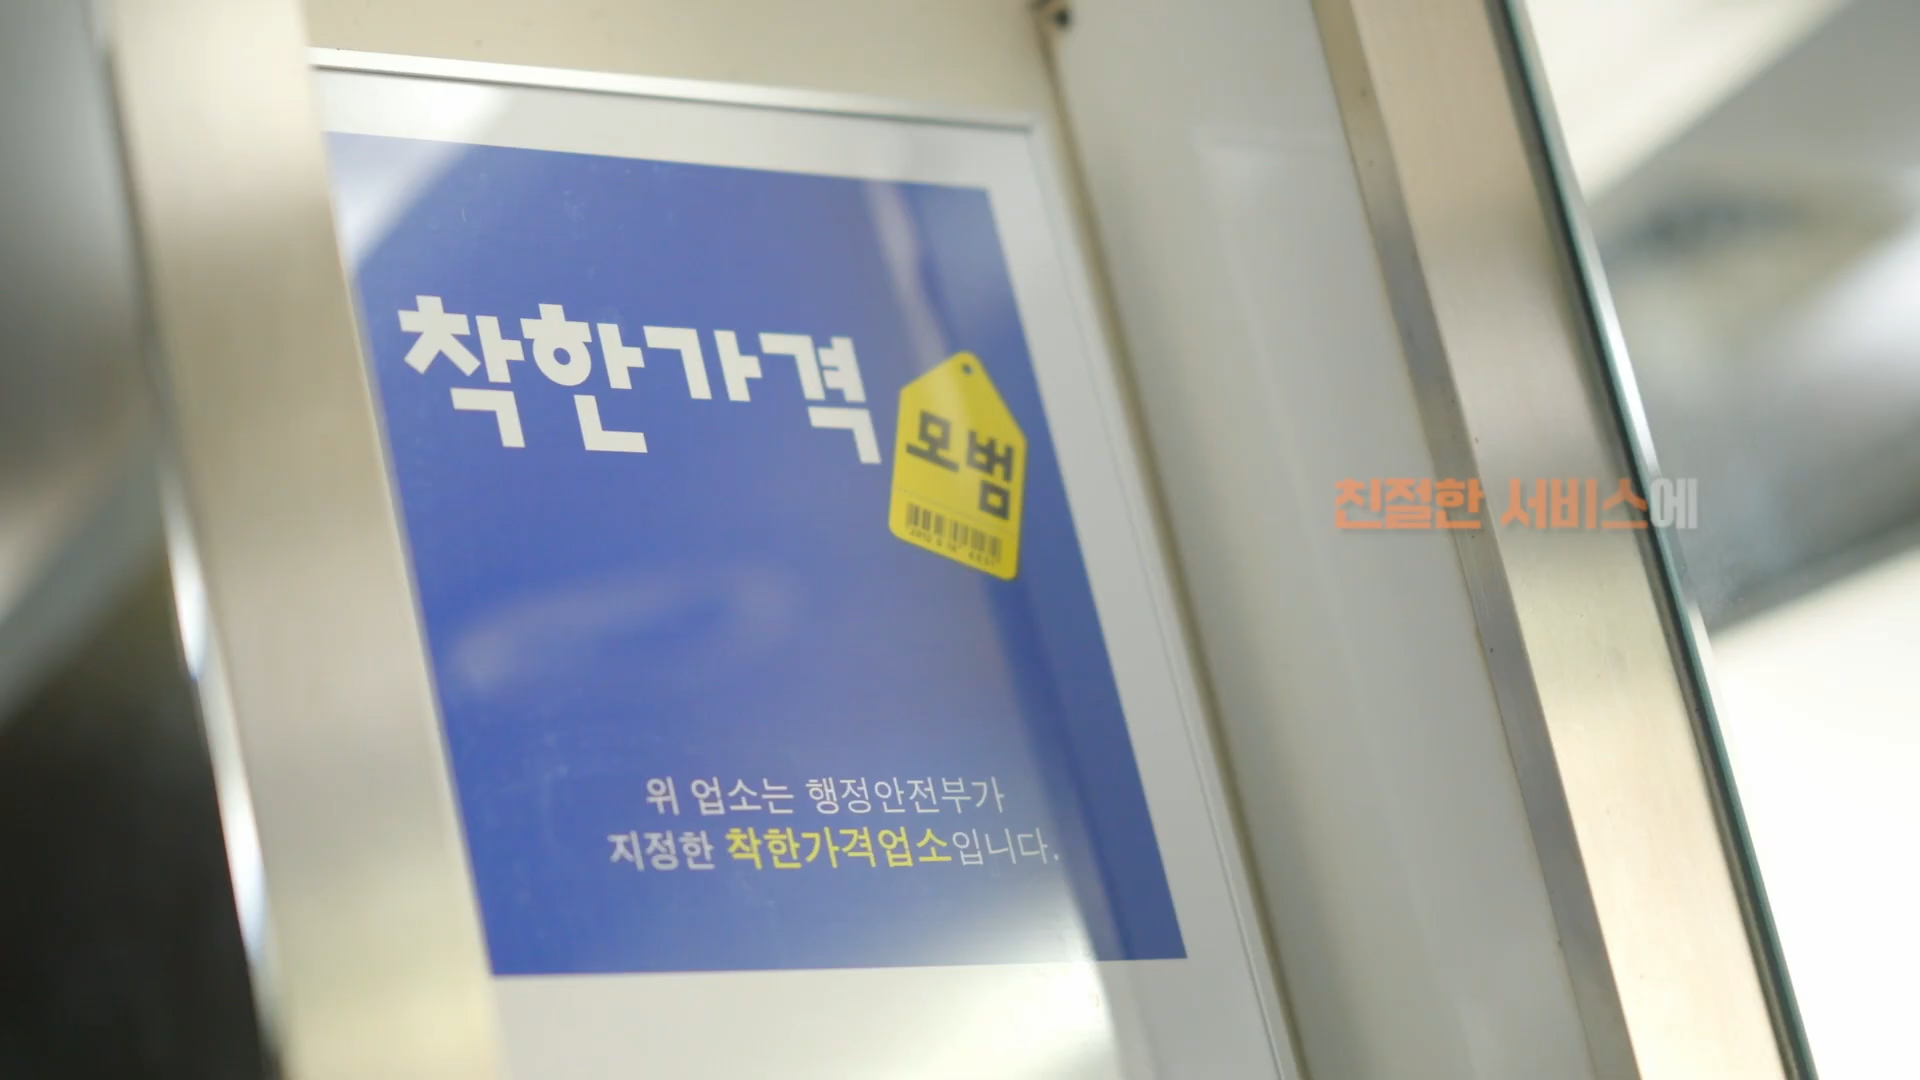 착한가격
모범
친절한 서비스에
위 업소는 행정안전부가
지정한 착한가격업소입니다.